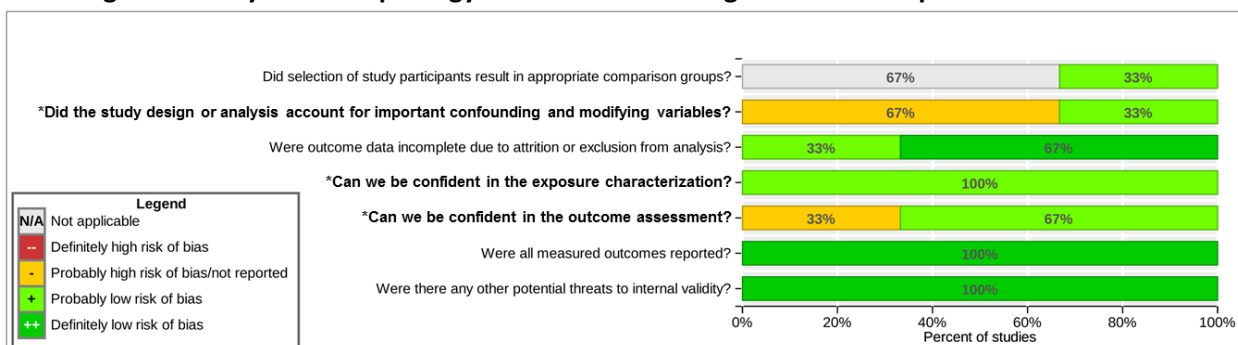 Did selection of study participants result in appropriate comparison groups?
67% 33%
*Did the study design or analysis account for important confounding and modifying variables?
67% 33%
Were outcome data incomplete due to attrition or exclusion from analysis?
33% 67%
*Can we be confident in the exposure characterization?
100%
*Can we be confident in the outcome assessment?
33% 67%
Were all measured outcomes reported?
100%
Were there any other potential threats to internal validity?
100%
0% 20% 40% 60% 80% 100%
Percent of studies
Legend
N/A Not applicable
-- Definitely high risk of bias
- Probably high risk of bias/not reported
+ Probably low risk of bias
++ Definitely low risk of bias